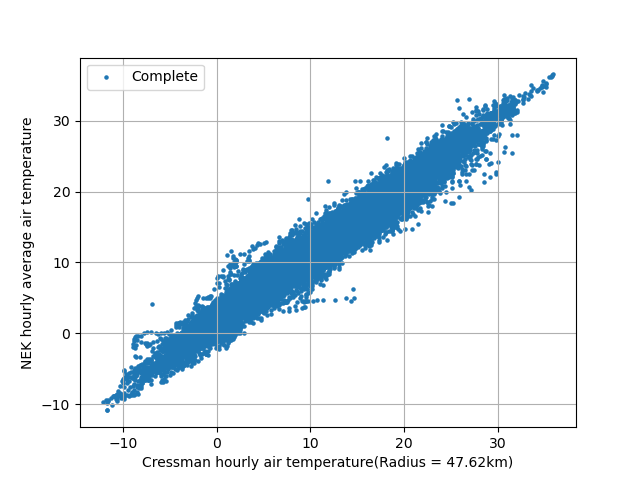 Complete
NEK hourly average air temperature
30
20
10
0
−10
−10 0 10 20 30
Cressman hourly air temperature(Radius = 47.62km)